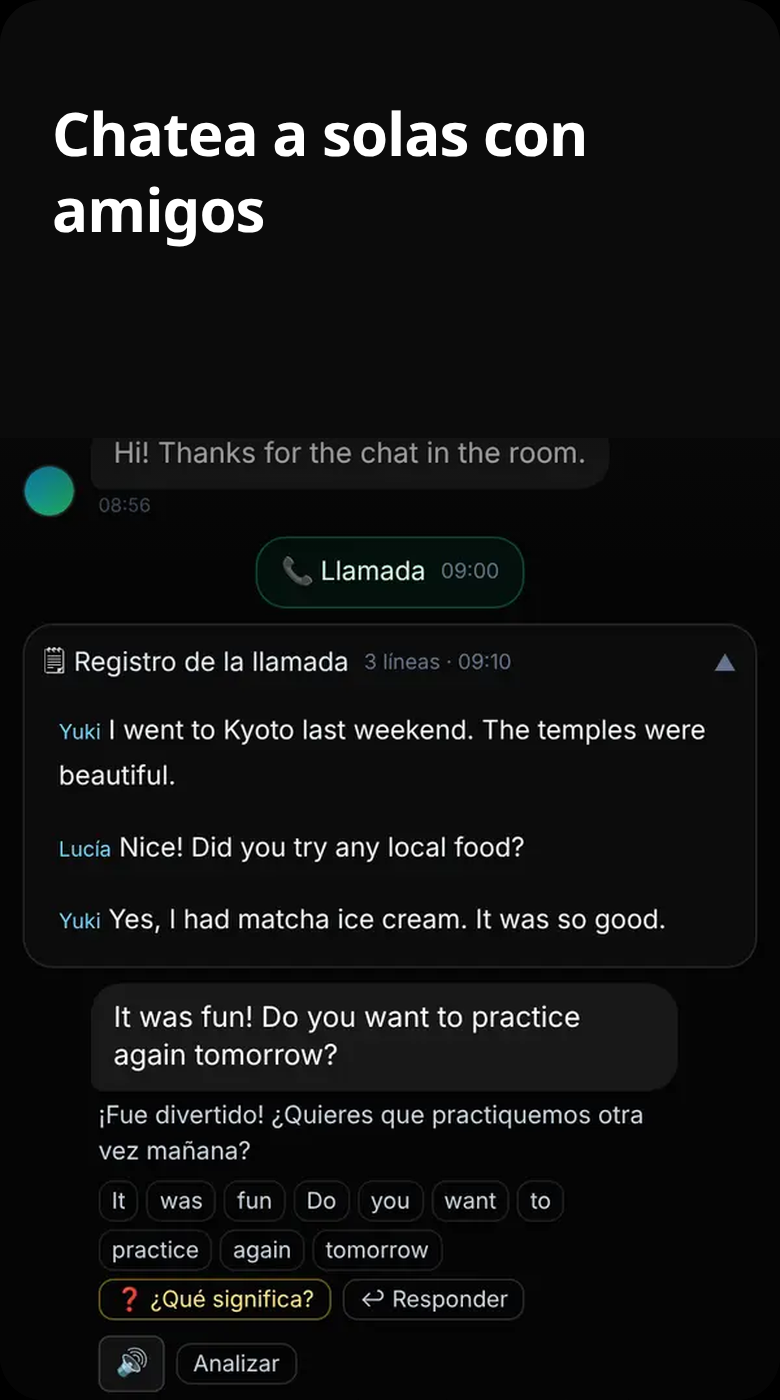 Chatea a solas con
amigos
Hi! Thanks for the chat in the room.
08:56
Llamada 09:00
Registro de la llamada 3 líneas · 09:10
Yuki I went to Kyoto last weekend. The temples were
beautiful.
Lucía Nice! Did you try any local food?
Yuki Yes, I had matcha ice cream. It was so good.
It was fun! Do you want to practice
again tomorrow?
¡Fue divertido! ¿Quieres que practiquemos otra
vez mañana?
It was fun Do you want to
practice again tomorrow
❓ ¿Qué significa? ↩ Responder
Analizar